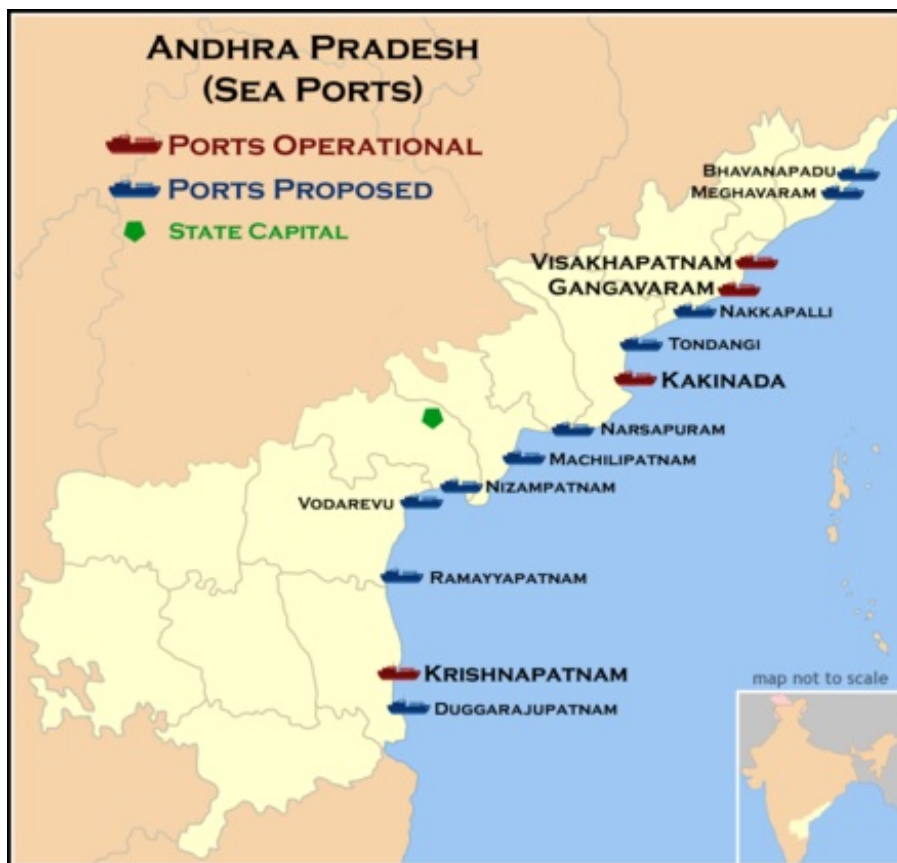 ANDHRA PRADESH
(SEA PORTS)
PORTS OPERATIONAL
PORTS PROPOSED
STATE CAPITAL
BHAVANAPADU
MEGHAVARAM
VISAKHAPATNAM
GANGAVARAM
NAKKAPALLI
TONDANGI
KAKINADA
NARSAPURAM
MACHILIPATNAM
NIZAMPATNAM
VODAREVU
RAMAYYAPATNAM
KRISHNAPATNAM
map not to scale
DUGGARAJUPATNAM